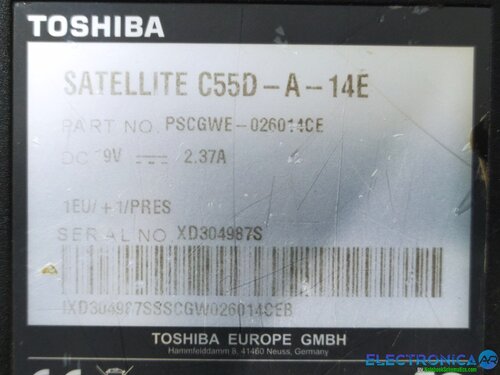 TOSHIBA
SATELLITE C55D-A-14E
PART NO. PSCGWE-026014CE
DC 19V 2.37A
1EU/+1/PRES
SERIAL NO XD304987S
TOSHIBA EUROPE GMBH
Hammfelddamm 8, 41460 Neuss, Germany
ELECTRONICA AR